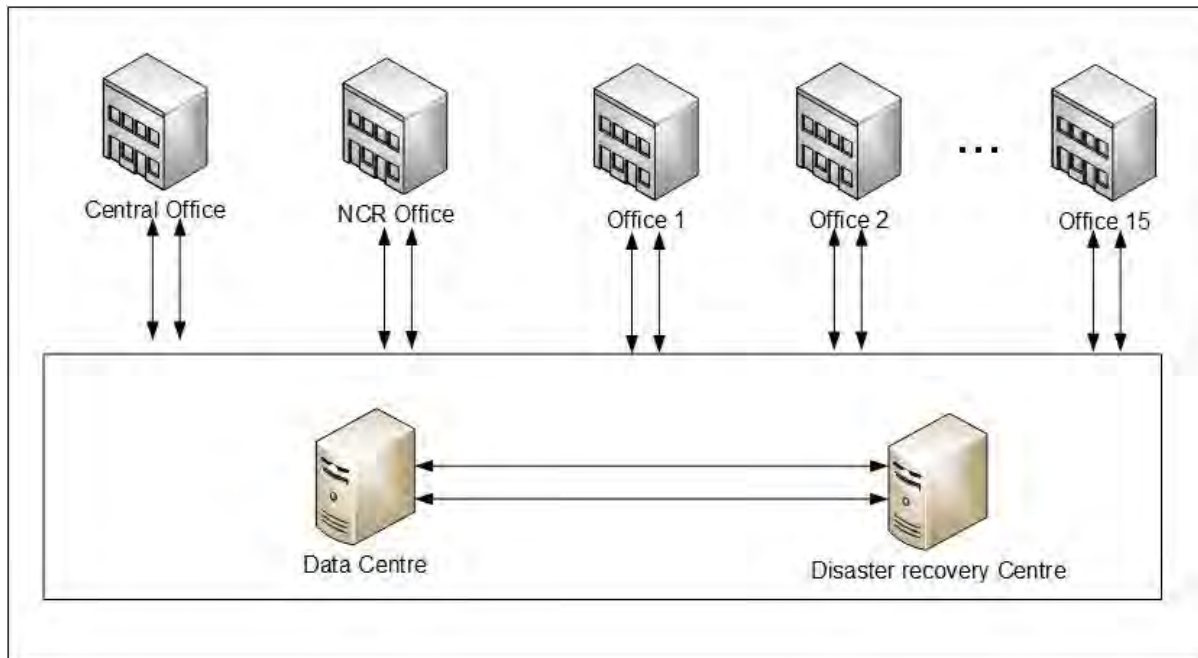 Central Office
NCR Office
Office 1
Office 2
...
Office 15
Data Centre
Disaster recovery Centre